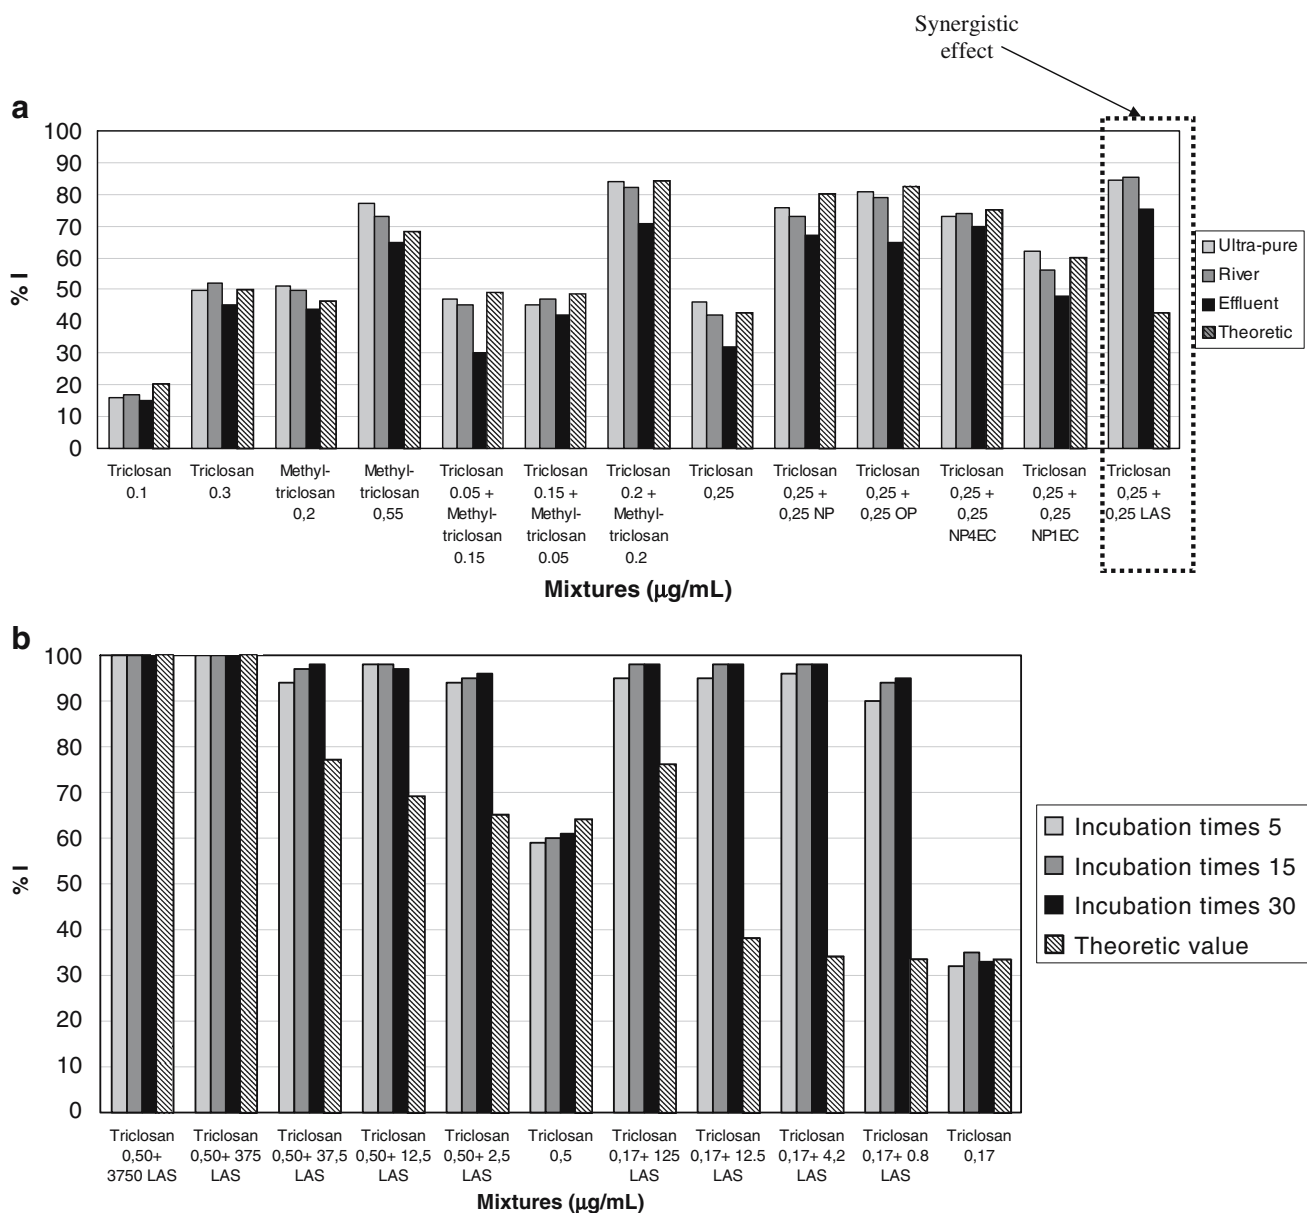 Synergistic
effect
a
100
90
80
70
60
50
40
30
20
10
0
% I
Triclosan
0.1
Triclosan
0.3
Methyl-
triclosan
0,2
Methyl-
triclosan
0,55
Triclosan
0.05 +
Methyl-
triclosan
0.15
Triclosan
0.15 +
Methyl-
triclosan
0.05
Triclosan
0.2 +
Methyl-
triclosan
0.2
Triclosan
0,25
Triclosan
0,25 +
0,25 NP
Triclosan
0,25 +
0,25 OP
Triclosan
0,25 +
0,25
NP4EC
Triclosan
0,25 +
0,25
NP1EC
Triclosan
0,25 +
0,25 LAS
Mixtures (µg/mL)
Ultra-pure
River
Effluent
Theoretic
b
100
90
80
70
60
50
40
30
20
10
0
% I
Triclosan
0,50+
3750 LAS
Triclosan
0,50+ 375
LAS
Triclosan
0,50+ 37,5
LAS
Triclosan
0,50+ 12,5
LAS
Triclosan
0,50+ 2,5
LAS
Triclosan
0,5
Triclosan
0,17+ 125
LAS
Triclosan
0,17+ 12.5
LAS
Triclosan
0,17+ 4,2
LAS
Triclosan
0,17+ 0.8
LAS
Triclosan
0,17
Mixtures (µg/mL)
Incubation times 5
Incubation times 15
Incubation times 30
Theoretic value